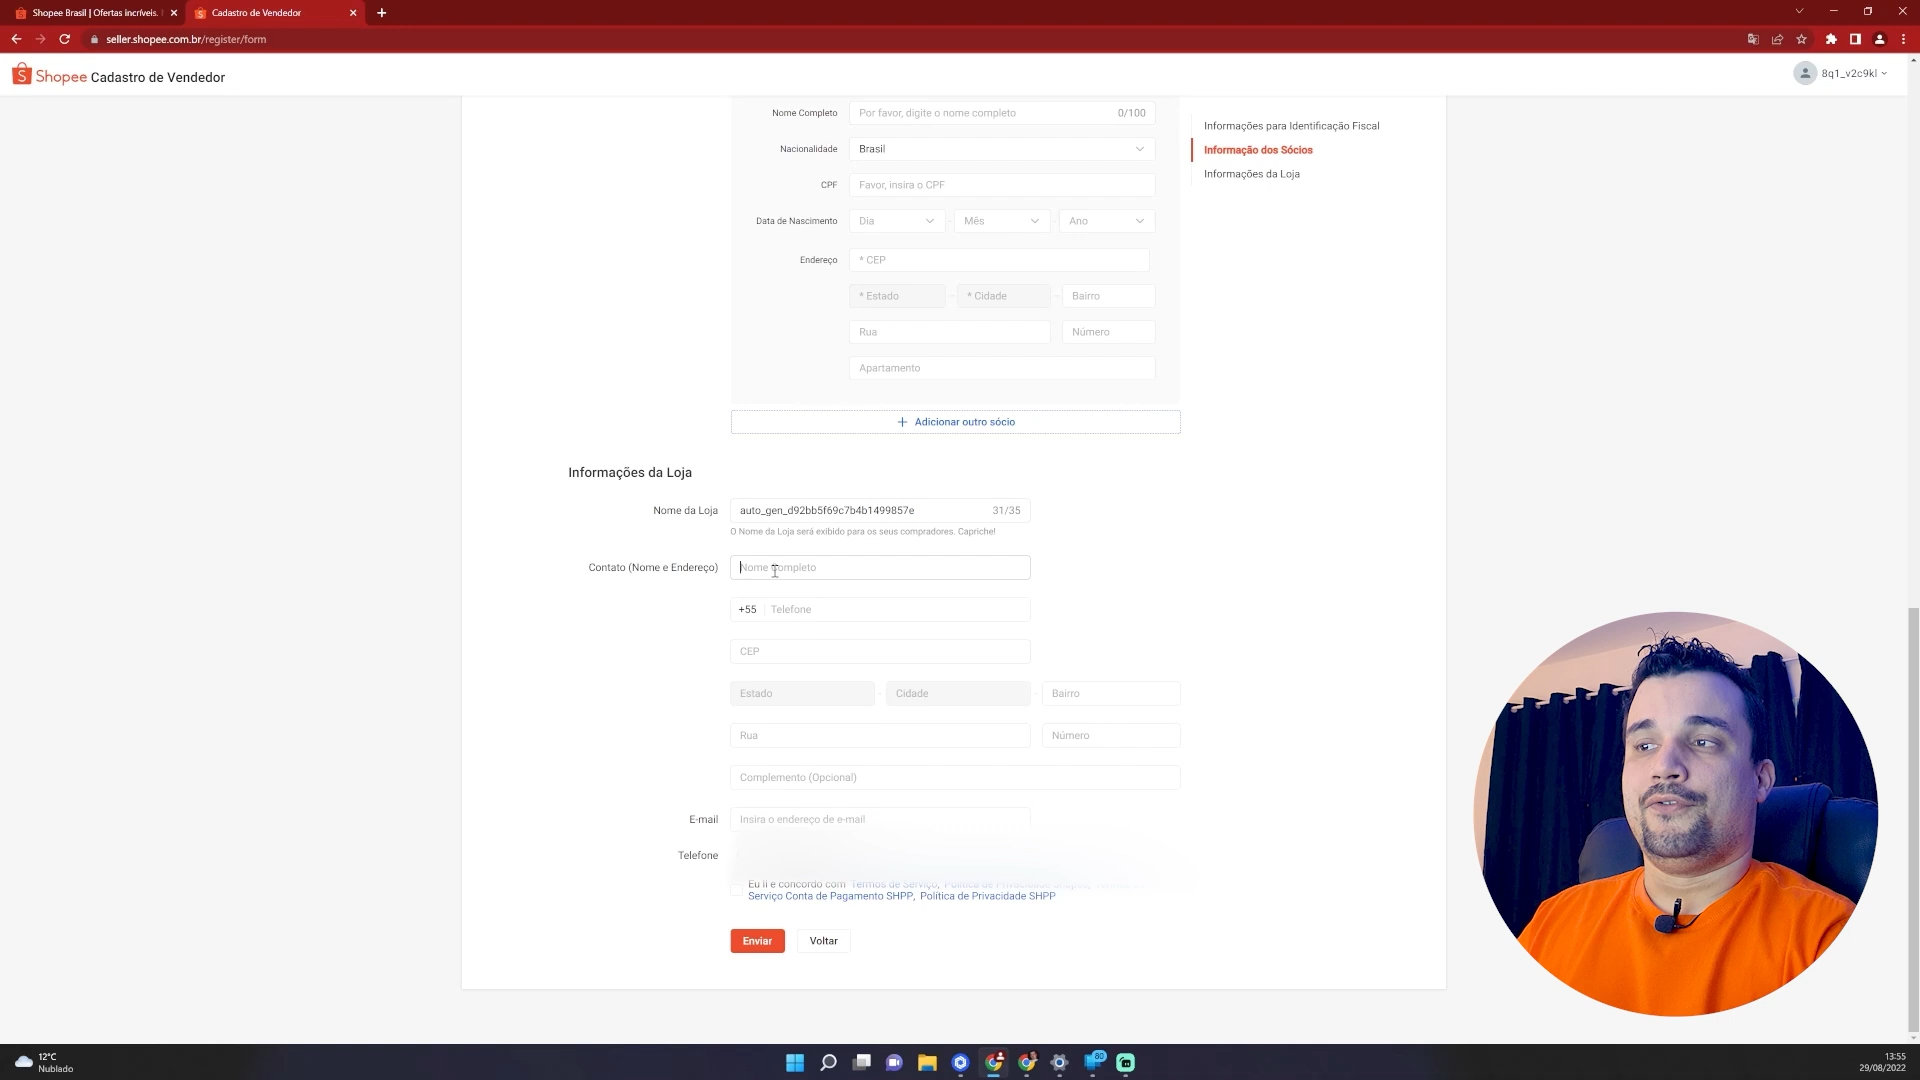 Shopee Brasil | Ofertas incríveis.
Cadastro de Vendedor
seller.shopee.com.br/register/form
Shopee Cadastro de Vendedor
8q1_v2c9kl
Nome Completo Por favor, digite o nome completo 0/100
Nacionalidade Brasil
CPF Favor, insira o CPF
Data de Nascimento Dia Mês Ano
Endereço * CEP
* Estado * Cidade Bairro
Rua Número
Apartamento
+ Adicionar outro sócio
Informações para Identificação Fiscal
Informação dos Sócios
Informações da Loja
Informações da Loja
Nome da Loja auto_gen_d92bb5f69c7b4b1499857e 31/35
O Nome da Loja será exibido para os seus compradores. Capriche!
Contato (Nome e Endereço) Nome Completo
+55 Telefone
CEP
Estado - Cidade - Bairro
Rua Número
Complemento (Opcional)
E-mail Insira o endereço de e-mail
Telefone
Eu li e concordo com Termos de Serviço, Política de Privacidade
Serviço Conta de Pagamento SHPP, Política de Privacidade SHPP
Enviar Voltar
12°C
Nublado
80
13:55
29/08/2022